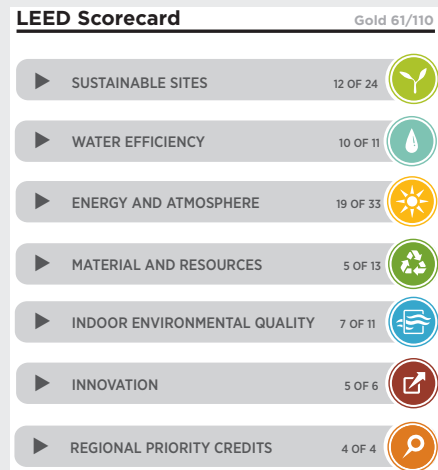 LEED Scorecard Gold 61/110
SUSTAINABLE SITES 12 OF 24
WATER EFFICIENCY 10 OF 11
ENERGY AND ATMOSPHERE 19 OF 33
MATERIAL AND RESOURCES 5 OF 13
INDOOR ENVIRONMENTAL QUALITY 7 OF 11
INNOVATION 5 OF 6
REGIONAL PRIORITY CREDITS 4 OF 4